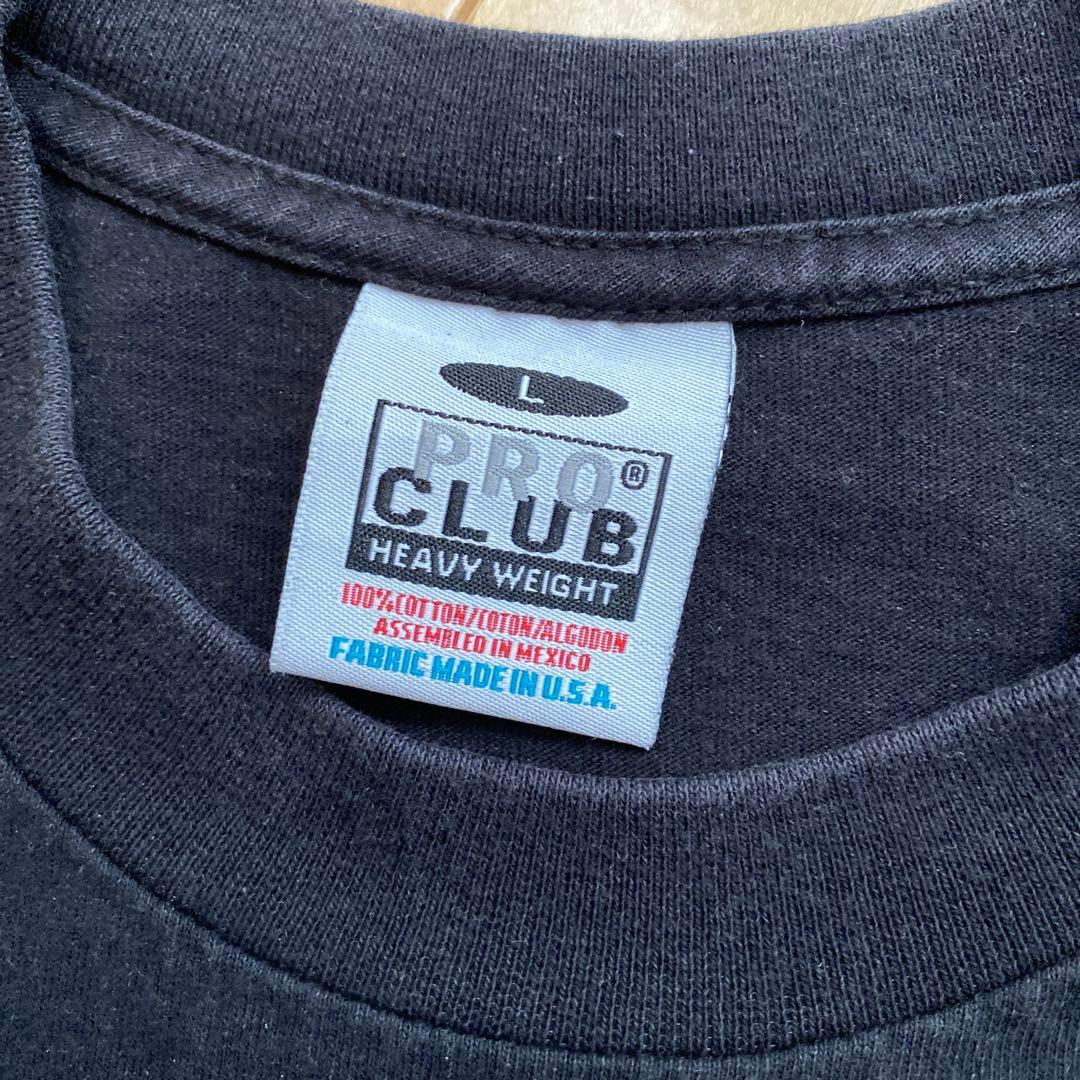 L
PRO®
CLUB
HEAVY WEIGHT
100% COTTON/COTON/ALGODON
ASSEMBLED IN MEXICO
FABRIC MADE IN U.S.A.